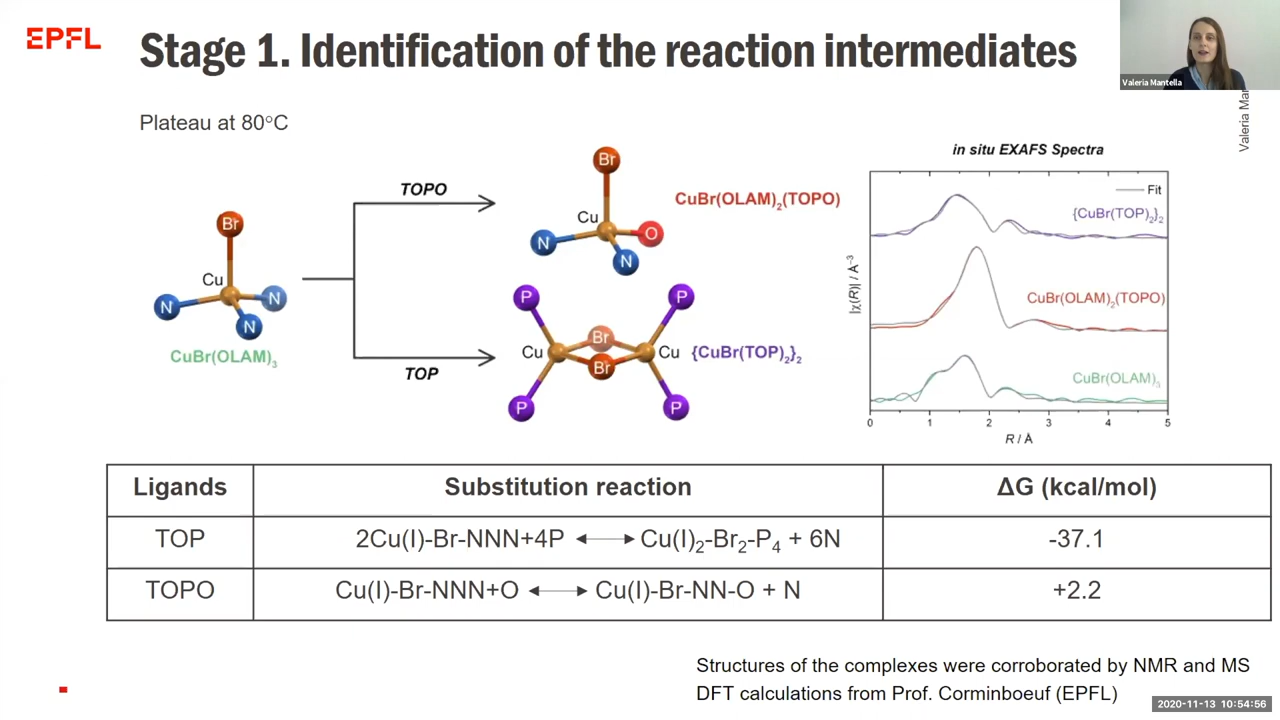 EPFL
Stage 1. Identification of the reaction intermediates
Valeria Mantella
Valeria Mar
Plateau at 80°C
Br
Cu
N
N
N
CuBr(OLAM)₃
TOPO
TOP
Br
Cu
N
O
N
CuBr(OLAM)₂(TOPO)
P
P
Br
Cu
Cu
Br
P
P
{CuBr(TOP)₂}₂
in situ EXAFS Spectra
Fit
{CuBr(TOP)₂}₂
CuBr(OLAM)₂(TOPO)
CuBr(OLAM)₃
|χ(R)| / Å⁻³
0 1 2 3 4 5
R / Å
Ligands Substitution reaction ΔG (kcal/mol)
TOP 2Cu(I)-Br-NNN+4P ⟷ Cu(I)₂-Br₂-P₄ + 6N -37.1
TOPO Cu(I)-Br-NNN+O ⟷ Cu(I)-Br-NN-O + N +2.2
Structures of the complexes were corroborated by NMR and MS
DFT calculations from Prof. Corminboeuf (EPFL)
2020-11-13 10:54:56